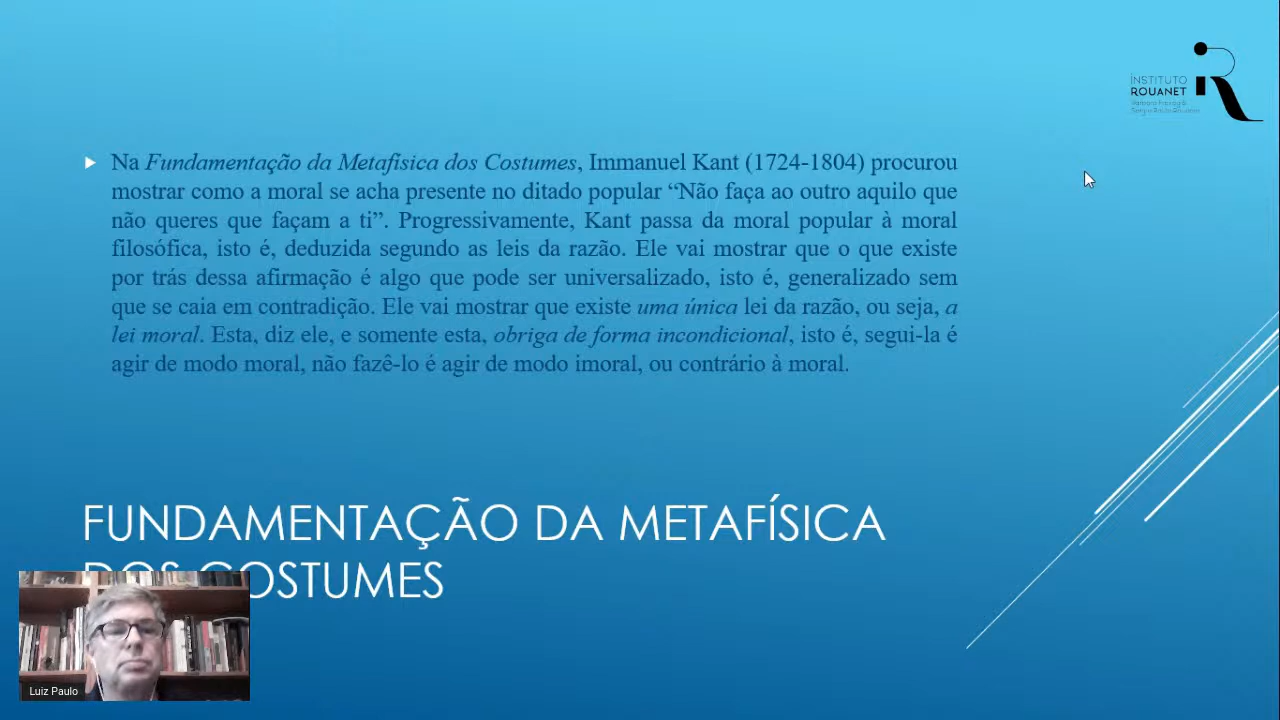 INSTITUTO
ROUANET
Na Fundamentação da Metafísica dos Costumes, Immanuel Kant (1724-1804) procurou
mostrar como a moral se acha presente no ditado popular “Não faça ao outro aquilo que
não queres que façam a ti”. Progressivamente, Kant passa da moral popular à moral
filosófica, isto é, deduzida segundo as leis da razão. Ele vai mostrar que o que existe
por trás dessa afirmação é algo que pode ser universalizado, isto é, generalizado sem
que se caia em contradição. Ele vai mostrar que existe uma única lei da razão, ou seja, a
lei moral. Esta, diz ele, e somente esta, obriga de forma incondicional, isto é, segui-la é
agir de modo moral, não fazê-lo é agir de modo imoral, ou contrário à moral.
FUNDAMENTAÇÃO DA METAFÍSICA
DOS COSTUMES
Luiz Paulo